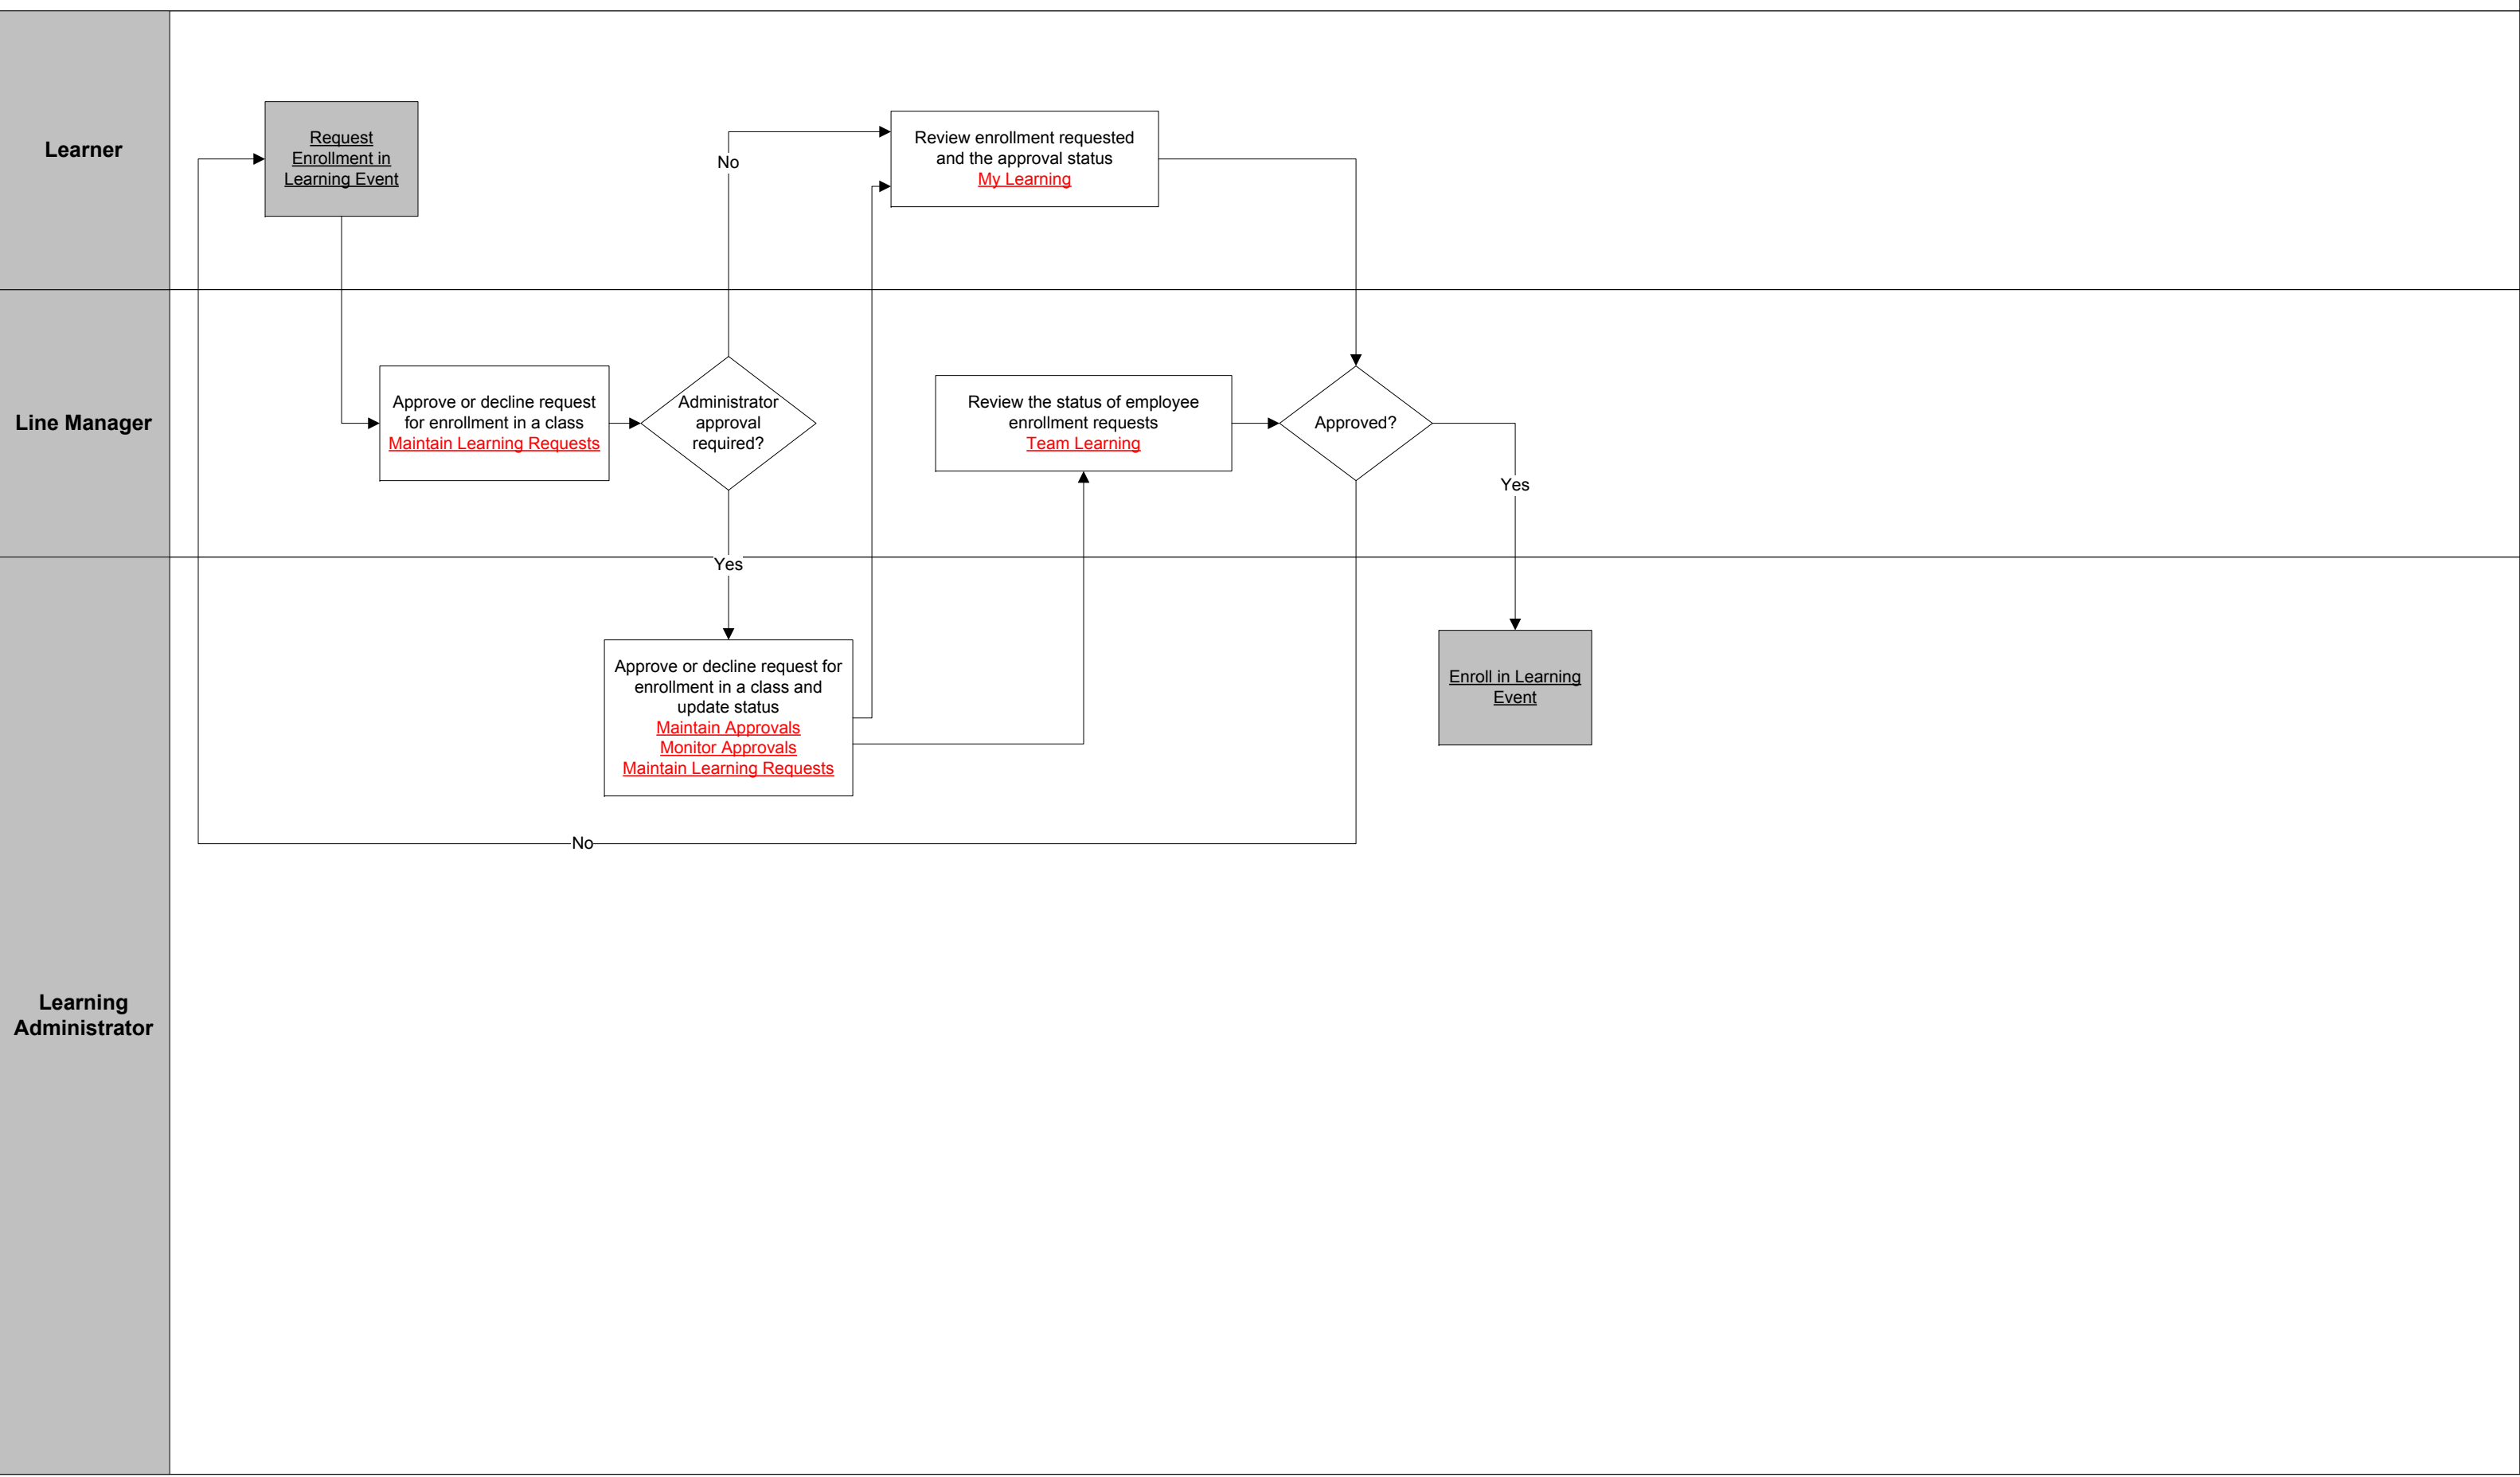 Learner
Request
Enrollment in
Learning Event
No
Review enrollment requested
and the approval status
My Learning
Line Manager
Approve or decline request
for enrollment in a class
Maintain Learning Requests
Administrator
approval
required?
Review the status of employee
enrollment requests
Team Learning
Approved?
Yes
Yes
Learning
Administrator
Approve or decline request for
enrollment in a class and
update status
Maintain Approvals
Monitor Approvals
Maintain Learning Requests
Enroll in Learning
Event
No